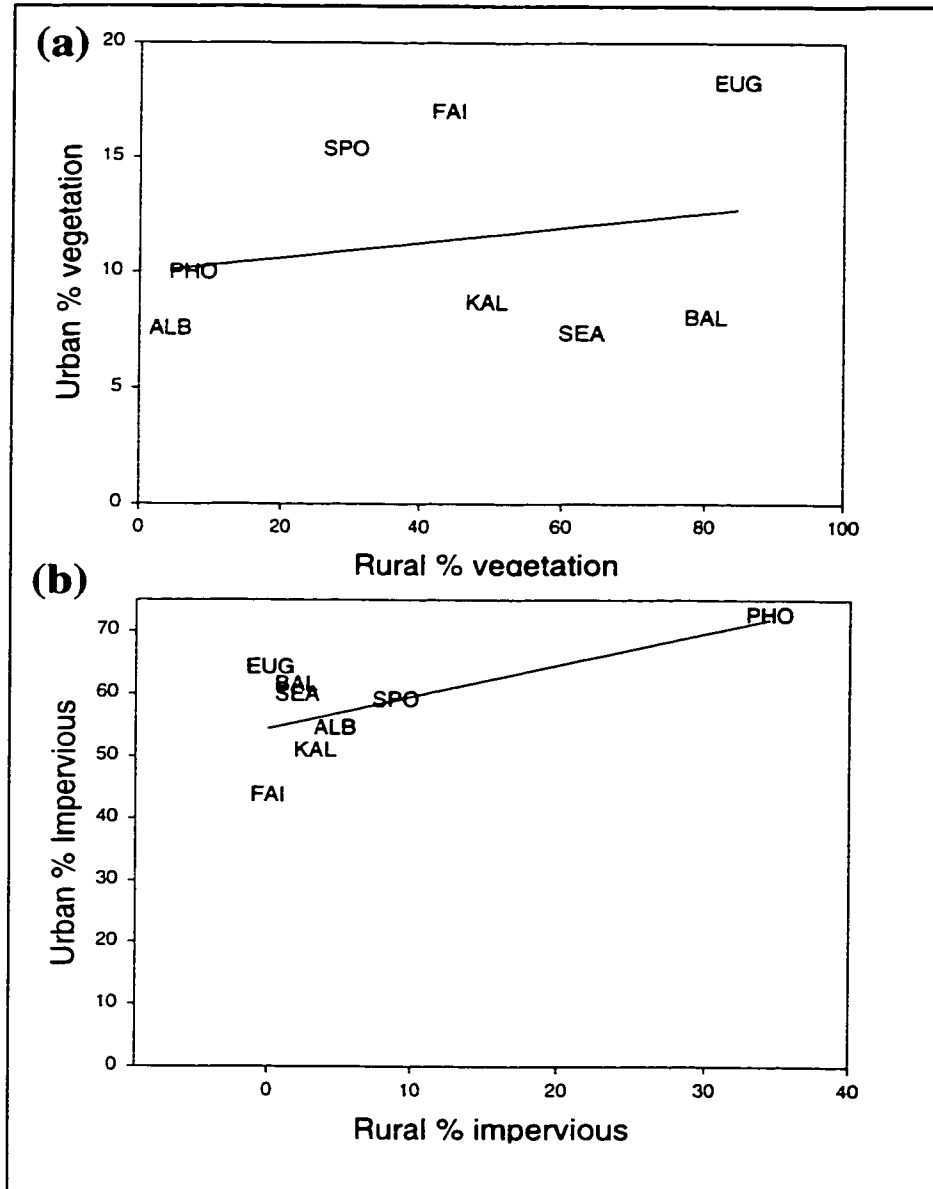 (a)
20
15
10
5
0
Urban % vegetation
EUG
FAI
SPO
PHO
ALB
KAL
SEA
BAL
0 20 40 60 80 100
Rural % vegetation
(b)
70
60
50
40
30
20
10
0
Urban % Impervious
PHO
EUG
BAL
SEA
SPO
ALB
KAL
FAI
0 10 20 30 40
Rural % impervious